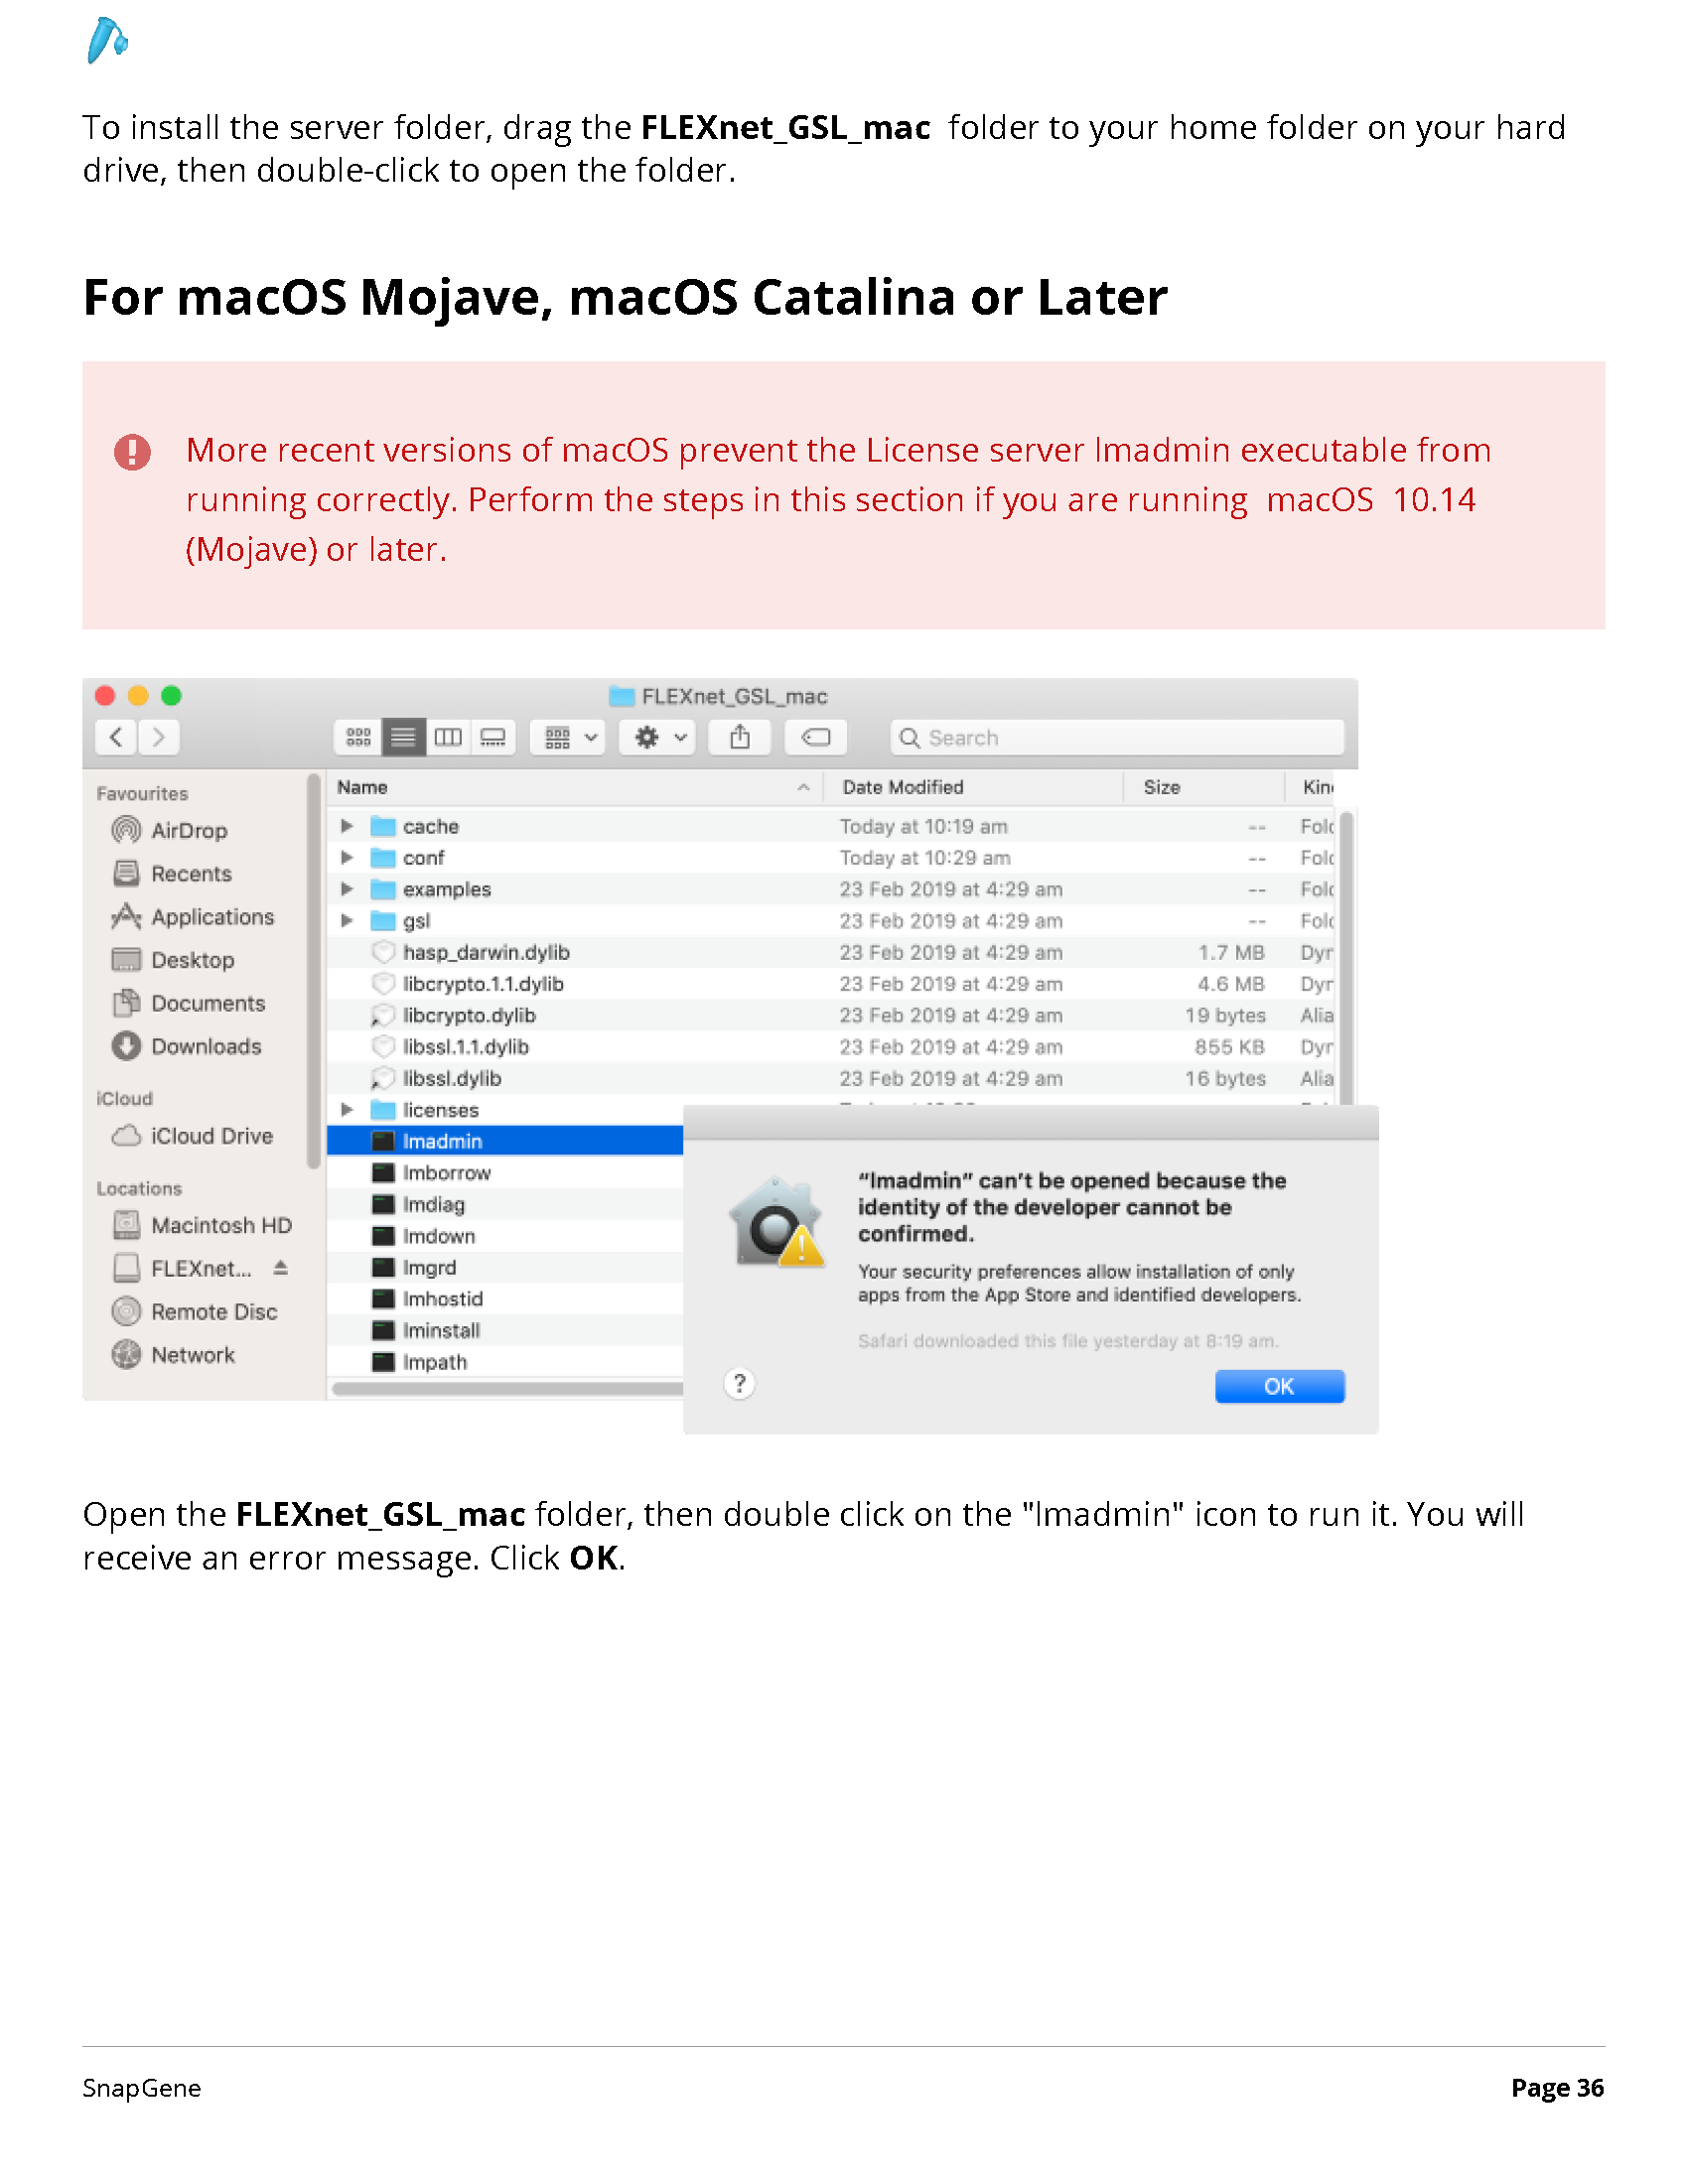 To install the server folder, drag the FLEXnet_GSL_mac folder to your home folder on your hard
drive, then double-click to open the folder.
For macOS Mojave, macOS Catalina or Later
More recent versions of macOS prevent the License server lmadmin executable from
running correctly. Perform the steps in this section if you are running macOS 10.14
(Mojave) or later.
FLEXnet_GSL_mac
Search
Favourites
AirDrop
Recents
Applications
Desktop
Documents
Downloads
iCloud
iCloud Drive
Locations
Macintosh HD
FLEXnet...
Remote Disc
Network
Name Date Modified Size Kin
cache Today at 10:19 am -- Fold
conf Today at 10:29 am -- Fold
examples 23 Feb 2019 at 4:29 am -- Fold
gsl 23 Feb 2019 at 4:29 am -- Fold
hasp_darwin.dylib 23 Feb 2019 at 4:29 am 1.7 MB Dyn
libcrypto.1.1.dylib 23 Feb 2019 at 4:29 am 4.6 MB Dyn
libcrypto.dylib 23 Feb 2019 at 4:29 am 19 bytes Alia
libssl.1.1.dylib 23 Feb 2019 at 4:29 am 855 KB Dyn
libssl.dylib 23 Feb 2019 at 4:29 am 16 bytes Alia
licenses
lmadmin
lmborrow
lmdiag
lmdown
lmgrd
lmhostid
lminstall
lmpath
“lmadmin” can’t be opened because the
identity of the developer cannot be
confirmed.
Your security preferences allow installation of only
apps from the App Store and identified developers.
Safari downloaded this file yesterday at 8:19 am.
?
OK
Open the FLEXnet_GSL_mac folder, then double click on the "lmadmin" icon to run it. You will
receive an error message. Click OK.
SnapGene Page 36